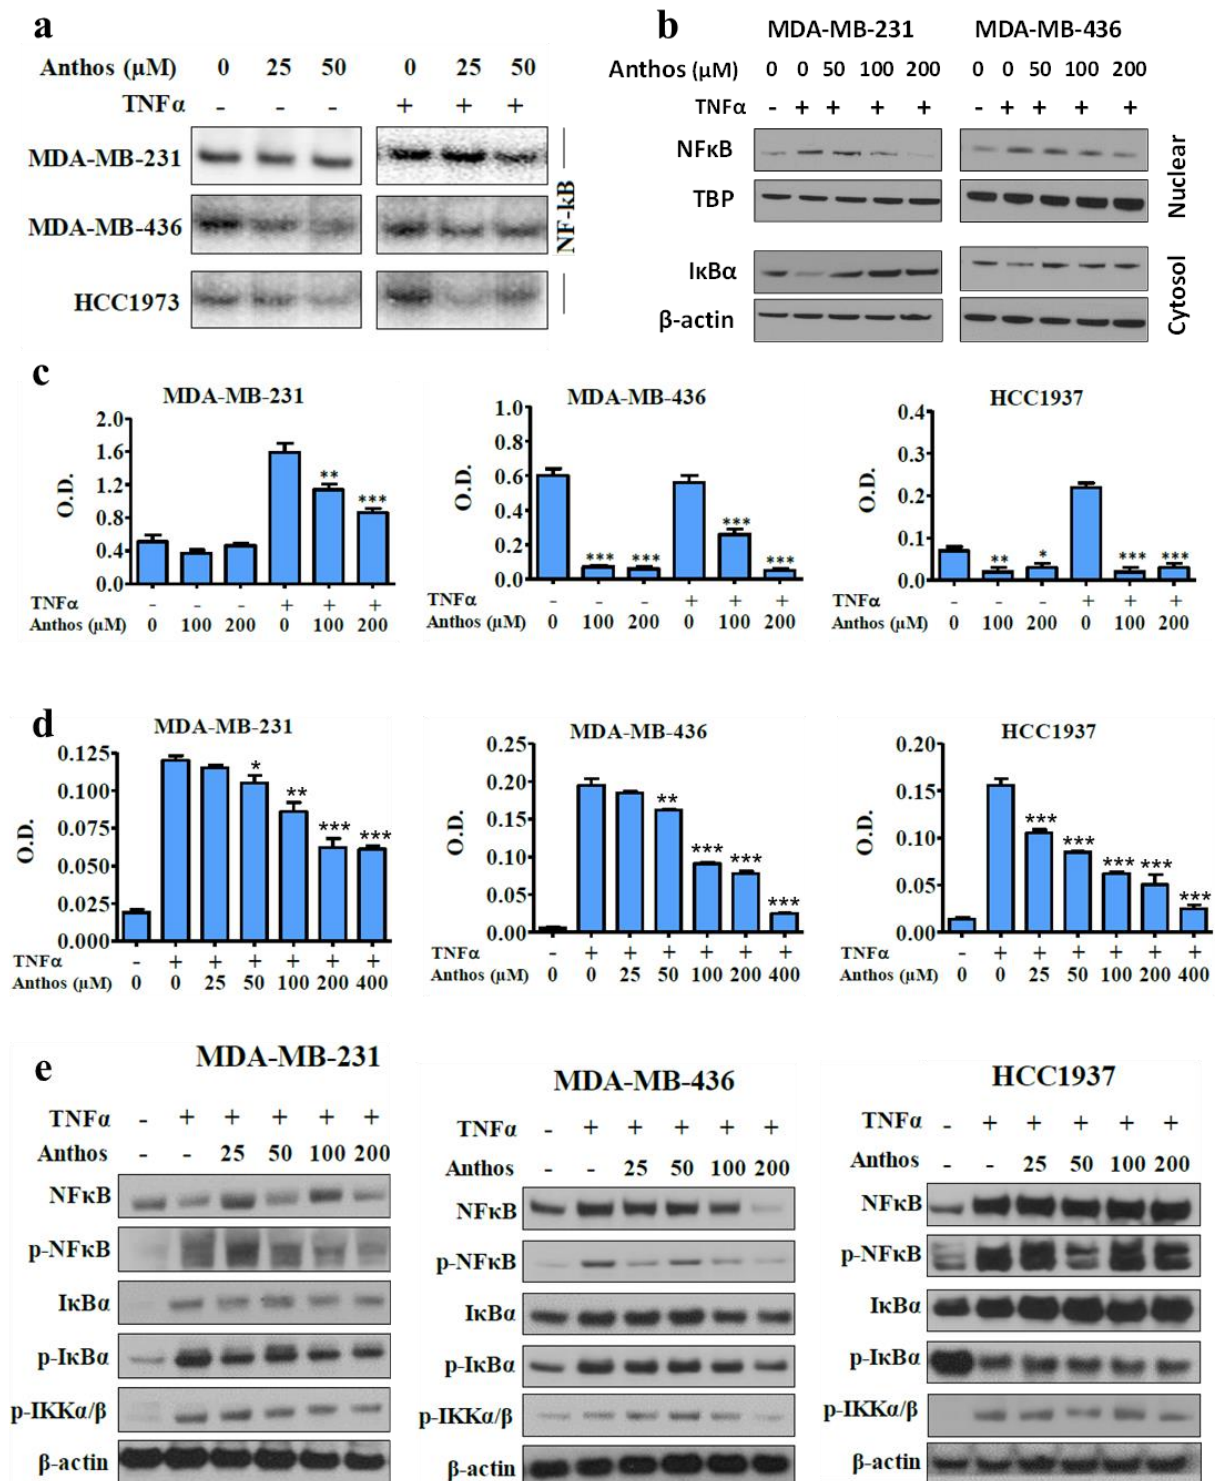 a
Anthos (µM) 0 25 50 0 25 50
TNFα - - - + + +
MDA-MB-231
MDA-MB-436
HCC1973
NF-kB
b
MDA-MB-231 MDA-MB-436
Anthos (µM) 0 0 50 100 200 0 0 50 100 200
TNFα - + + + + - + + + +
NFκB
TBP
Nuclear
IκBα
β-actin
Cytosol
c
MDA-MB-231
2.0
1.6
1.2
0.8
0.4
0.0
O.D.
** ***
TNFα - - - + + +
Anthos (µM) 0 100 200 0 100 200
MDA-MB-436
1.0
0.8
0.6
0.4
0.2
0.0
O.D.
*** *** *** ***
TNFα - - - + + +
Anthos (µM) 0 100 200 0 100 200
HCC1937
0.4
0.3
0.2
0.1
0.0
O.D.
** * *** ***
TNFα - - - + + +
Anthos (µM) 0 100 200 0 100 200
d
MDA-MB-231
0.125
0.100
0.075
0.050
0.025
0.000
O.D.
* ** *** ***
TNFα - + + + + + +
Anthos (µM) 0 0 25 50 100 200 400
MDA-MB-436
0.25
0.20
0.15
0.10
0.05
0.00
O.D.
** *** *** ***
TNFα - + + + + + +
Anthos (µM) 0 0 25 50 100 200 400
HCC1937
0.20
0.15
0.10
0.05
0.00
O.D.
*** *** *** *** ***
TNFα - + + + + + +
Anthos (µM) 0 0 25 50 100 200 400
e
MDA-MB-231
TNFα - + + + + +
Anthos - - 25 50 100 200
NFκB
p-NFκB
IκBα
p-IκBα
p-IKKα/β
β-actin
MDA-MB-436
TNFα - + + + + +
Anthos - - 25 50 100 200
NFκB
p-NFκB
IκBα
p-IκBα
p-IKKα/β
β-actin
HCC1937
TNFα - + + + + +
Anthos - - 25 50 100 200
NFκB
p-NFκB
IκBα
p-IκBα
p-IKKα/β
β-actin